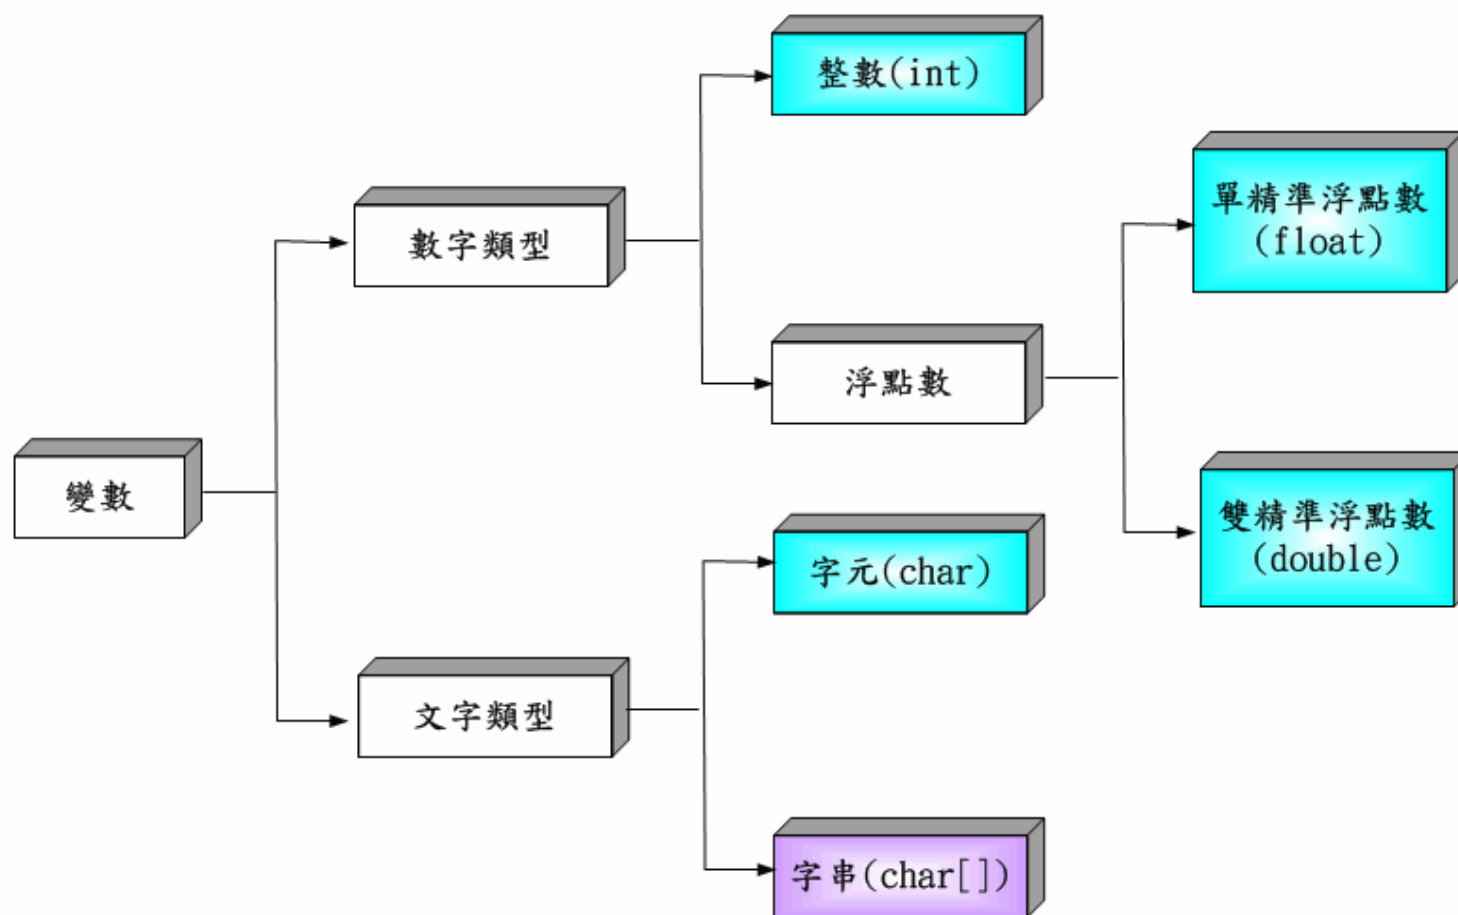 變數
數字類型
整數(int)
浮點數
單精準浮點數
(float)
雙精準浮點數
(double)
文字類型
字元(char)
字串(char[])